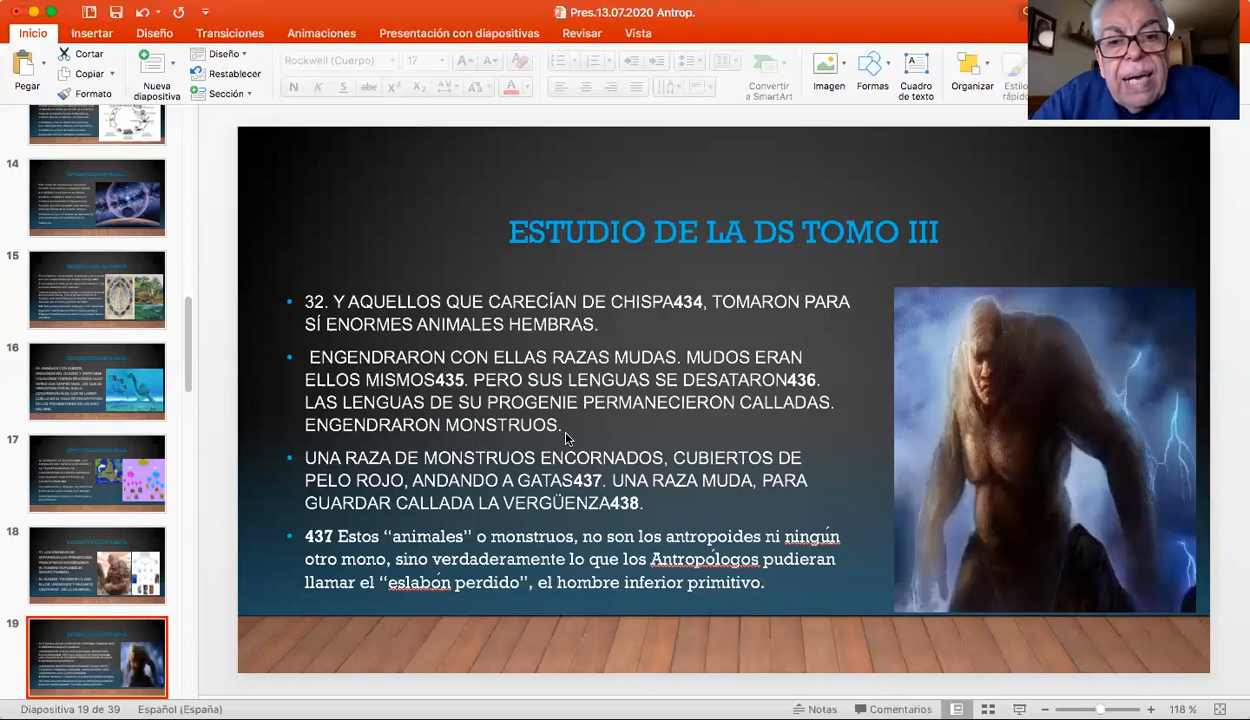 Pres.13.07.2020 Antrop.
Inicio Insertar Diseño Transiciones Animaciones Presentación con diapositivas Revisar Vista
Pegar
Cortar
Copiar
Formato
Nueva
diapositiva
Diseño
Restablecer
Sección
Rockwell (Cuerpo) 17
Convertir
a SmartArt
Imagen
Formas
Cuadro
de texto
Organizar
Estilo
rápido
14
15
16
17
18
19
ESTUDIO DE LA DS TOMO III
• 32. Y AQUELLOS QUE CARECÍAN DE CHISPA434, TOMARON PARA
SÍ ENORMES ANIMALES HEMBRAS.
• ENGENDRARON CON ELLAS RAZAS MUDAS. MUDOS ERAN
ELLOS MISMOS435. PERO SUS LENGUAS SE DESATARON436.
LAS LENGUAS DE SU PROGENIE PERMANECIERON CALLADAS.
ENGENDRARON MONSTRUOS.
• UNA RAZA DE MONSTRUOS ENCORNADOS, CUBIERTOS DE
PELO ROJO, ANDANDO A GATAS437. UNA RAZA MUDA, PARA
GUARDAR CALLADA LA VERGÜENZA438.
• 437 Estos “animales” o monstruos, no son los antropoides ni ningún
otro mono, sino verdaderamente lo que los Antropólogos pudieran
llamar el “eslabón perdido”, el hombre inferior primitivo.
Diapositiva 19 de 39 Español (España) Notas Comentarios 118 %